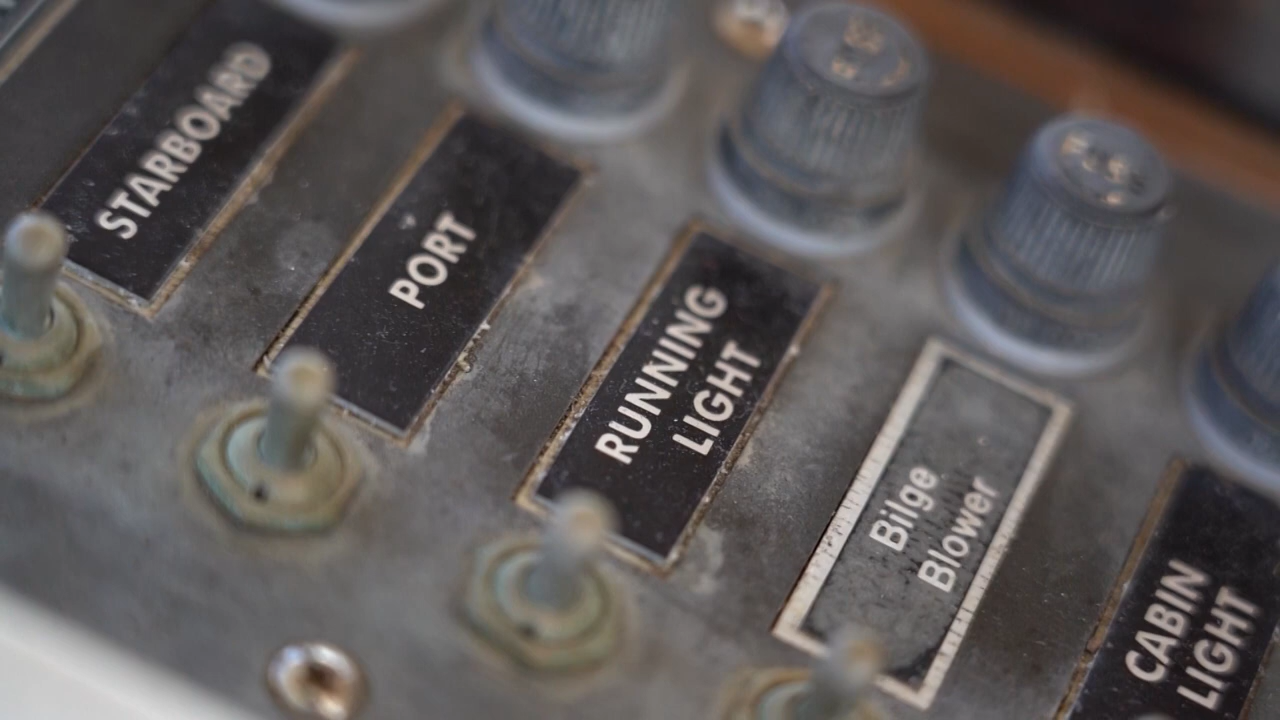 STARBOARD
PORT
RUNNING
LIGHT
Bilge
Blower
CABIN
LIGHT